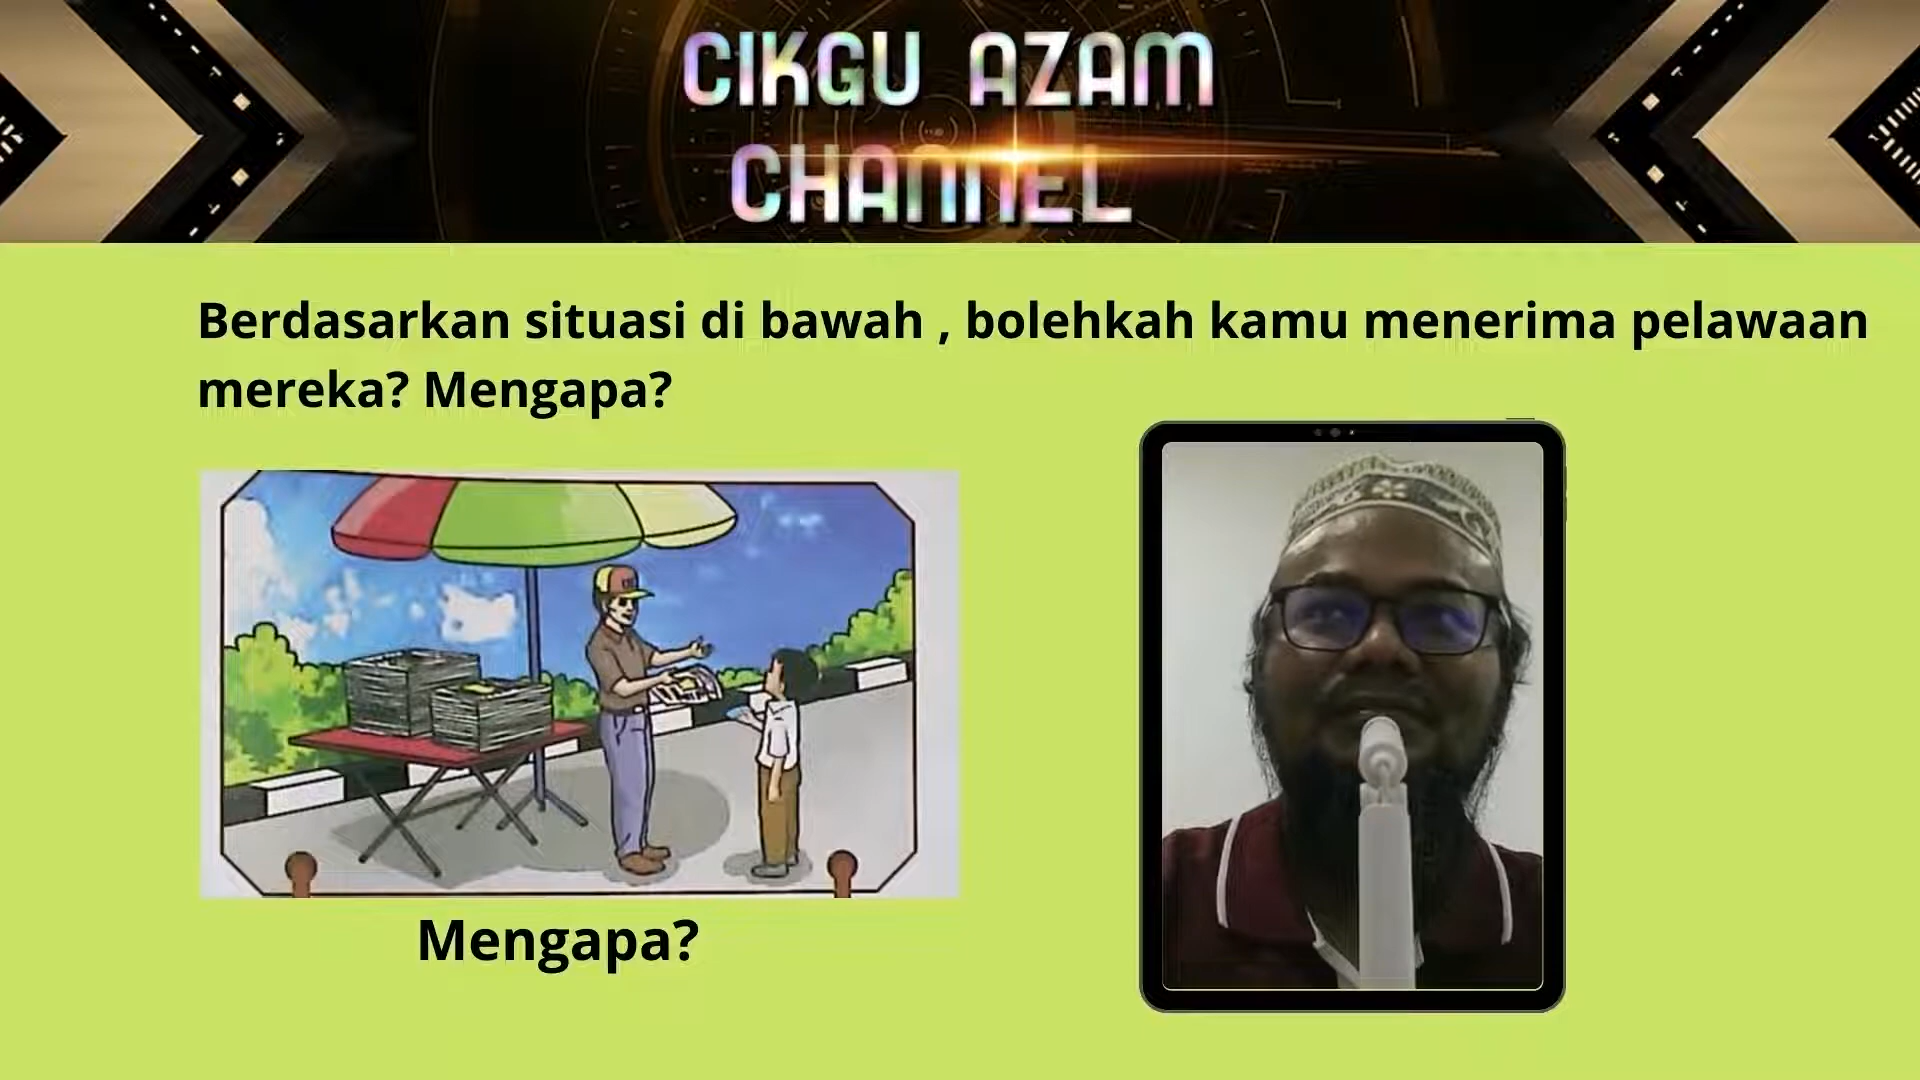 CIKGU AZAM
CHANNEL
Berdasarkan situasi di bawah , bolehkah kamu menerima pelawaan
mereka? Mengapa?
Mengapa?